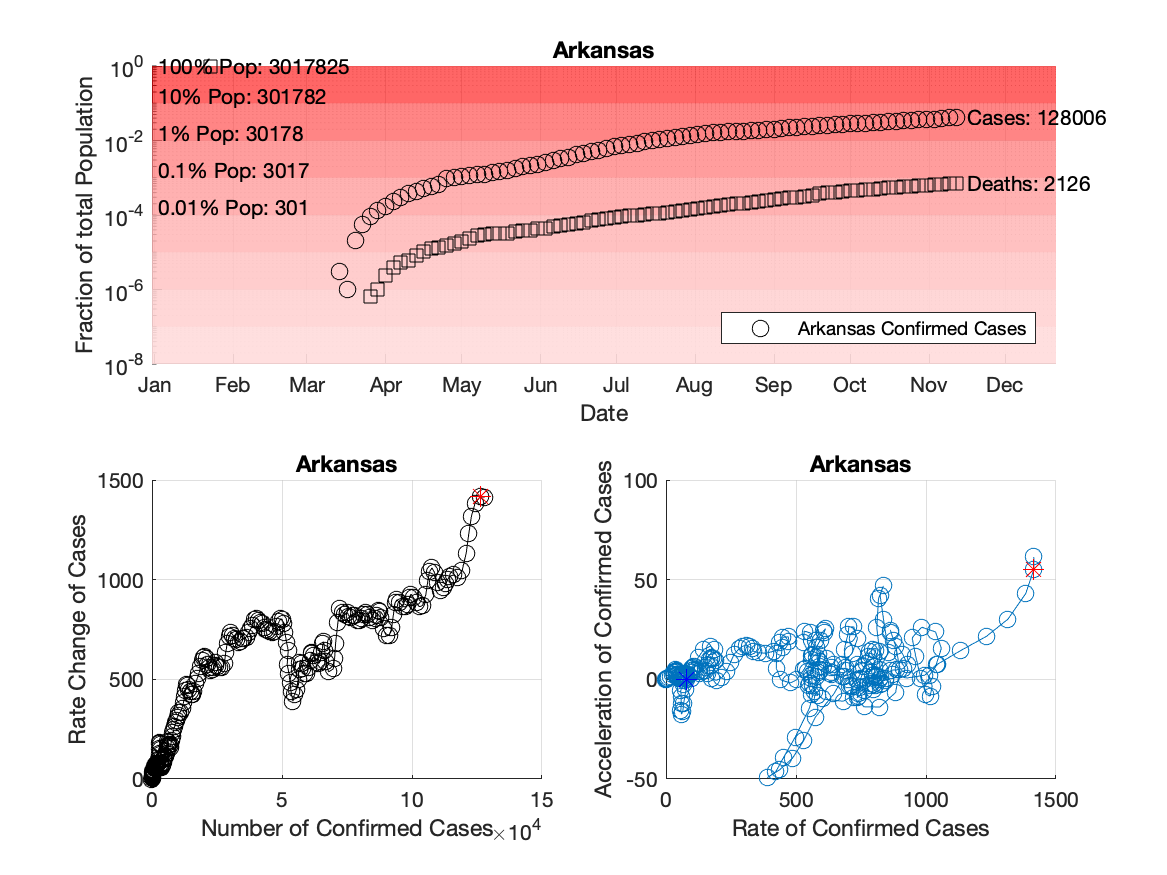 Arkansas
10^0
10^-2
10^-4
10^-6
10^-8
Fraction of total Population
100% Pop: 3017825
10% Pop: 301782
1% Pop: 30178
0.1% Pop: 3017
0.01% Pop: 301
Cases: 128006
Deaths: 2126
Arkansas Confirmed Cases
Jan Feb Mar Apr May Jun Jul Aug Sep Oct Nov Dec
Date
Arkansas
1500
1000
500
0
Rate Change of Cases
0 5 10 15
Number of Confirmed Cases
×10^4
Arkansas
100
50
0
-50
Acceleration of Confirmed Cases
0 500 1000 1500
Rate of Confirmed Cases